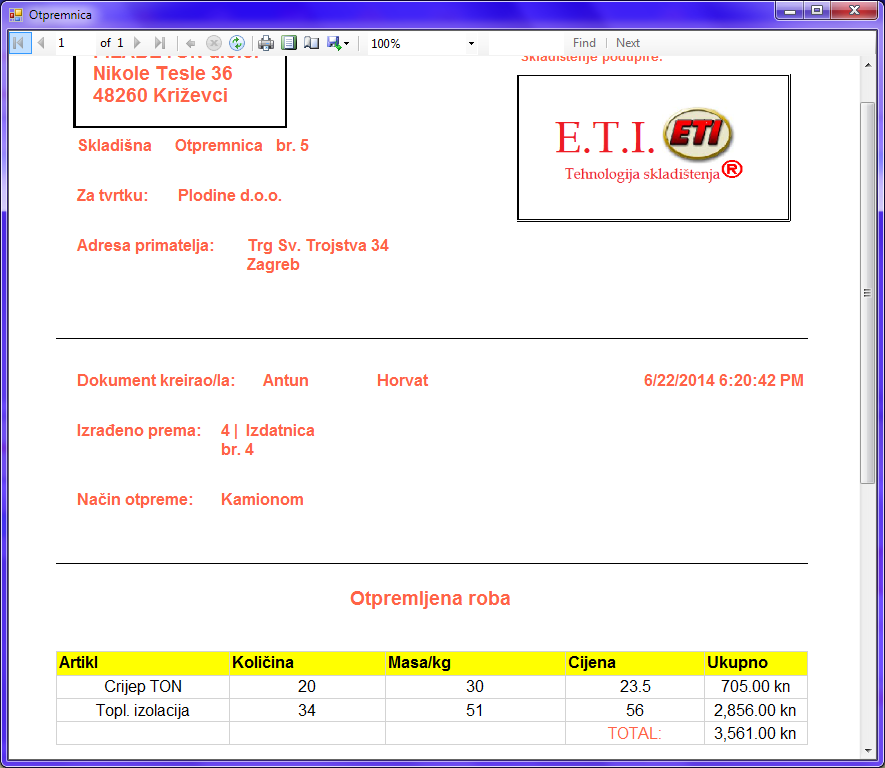 Otpremnica
1 of 1 100% Find | Next
Nikole Tesle 36
48260 Križevci
Skladištenje podupire:
E.T.I. ETI
Tehnologija skladištenja ®
Skladišna Otpremnica br. 5
Za tvrtku: Plodine d.o.o.
Adresa primatelja: Trg Sv. Trojstva 34
Zagreb
Dokument kreirao/la: Antun Horvat 6/22/2014 6:20:42 PM
Izrađeno prema: 4 | Izdatnica
br. 4
Način otpreme: Kamionom
Otpremljena roba
Artikl Količina Masa/kg Cijena Ukupno
Crijep TON 20 30 23.5 705.00 kn
Topl. izolacija 34 51 56 2,856.00 kn
TOTAL: 3,561.00 kn